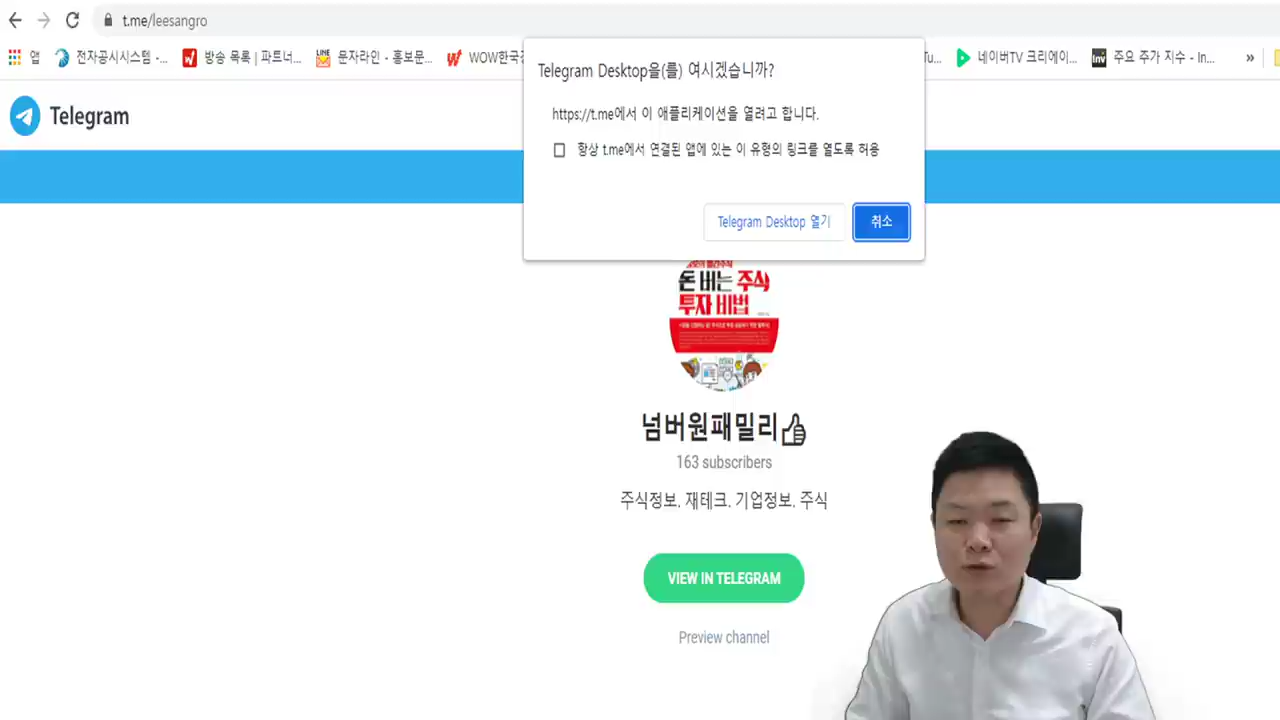 t.me/leesangro
앱
전자공시시스템 -...
방송 목록 | 파트너...
LINE
문자라인 - 홍보문...
WOW한국경
Tu...
네이버TV 크리에이...
Inv
주요 주가 지수 - In...
»
Telegram
Telegram Desktop을(를) 여시겠습니까?
https://t.me에서 이 애플리케이션을 열려고 합니다.
항상 t.me에서 연결된 앱에 있는 이 유형의 링크를 열도록 허용
Telegram Desktop 열기
취소
돈 버는 주식
투자 비법
넘버원패밀리
163 subscribers
주식정보. 재테크. 기업정보. 주식
VIEW IN TELEGRAM
Preview channel